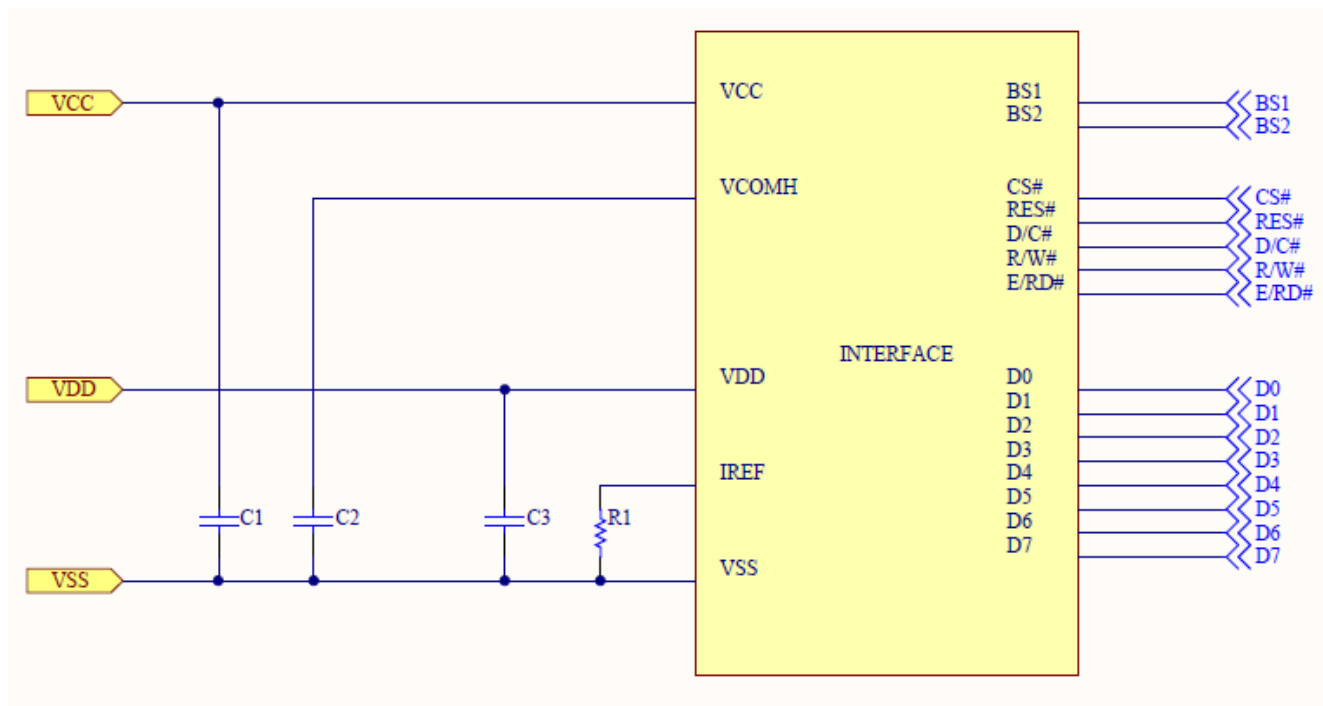 VCC VCC BS1 BS1
BS2 BS2
VCOMH CS# CS#
RES# RES#
D/C# D/C#
R/W# R/W#
E/RD# E/RD#
INTERFACE
VDD VDD D0 D0
D1 D1
D2 D2
D3 D3
IREF D4 D4
D5 D5
C1 C2 C3 R1 D6 D6
D7 D7
VSS VSS